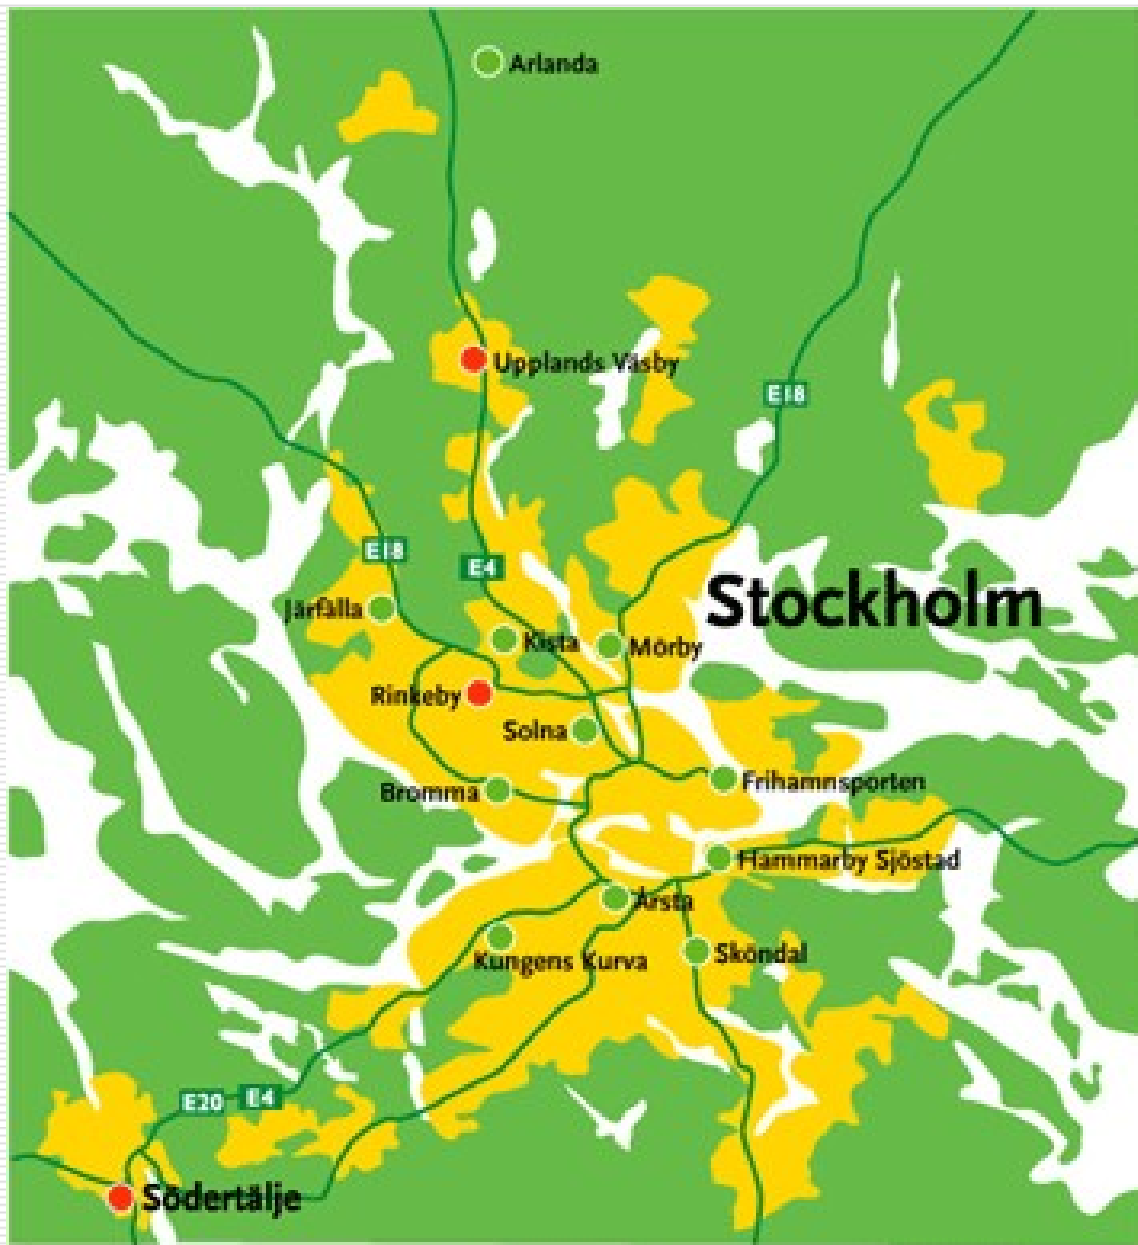 Arlanda
Upplands Väsby
E18
E18
E4
Stockholm
Järfälla
Kista
Mörby
Rinkeby
Solna
Frihamnsporten
Bromma
Hammarby Sjöstad
Årsta
Sköndal
Kungens Kurva
E20
E4
Södertälje